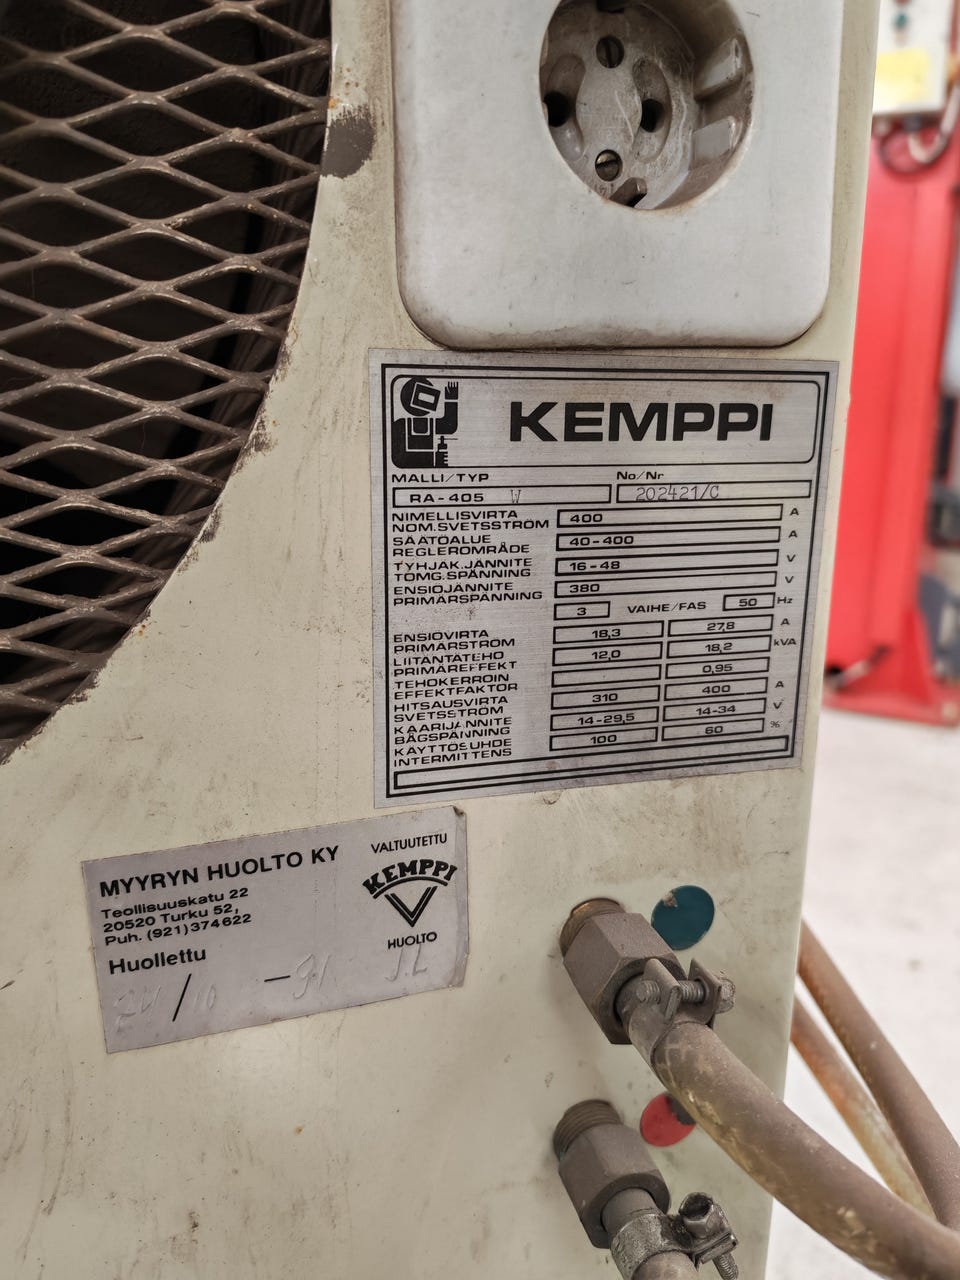 KEMPPI
MALLI/TYP No/Nr
RA-405 W 202421/C
NIMELLISVIRTA
NOM.SVETSSTRÖM 400 A
SÄÄTÖALUE
REGLEROMRÅDE 40-400 A
TYHJÄK.JÄNNITE
TOMG.SPÄNNING 16-48 V
ENSIÖJÄNNITE
PRIMÄRSPÄNNING 380 V
3 VAIHE/FAS 50 Hz
ENSIÖVIRTA
PRIMÄRSTRÖM 18,3 27,8 A
LIITÄNTÄTEHO
PRIMÄREFFEKT 12,0 18,2 kVA
TEHOKERROIN
EFFEKTFAKTOR 0,95
HITSAUSVIRTA
SVETSSTRÖM 310 400 A
KAARIJÄNNITE
BÅGSPÄNNING 14-29,5 14-34 V
KÄYTTÖSUHDE
INTERMITTENS 100 60 %
MYYRYN HUOLTO KY
Teollisuuskatu 22
20520 Turku 52,
Puh. (921) 374622
Huollettu
/10 -91 J.L
VALTUUTETTU
KEMPPI
HUOLTO